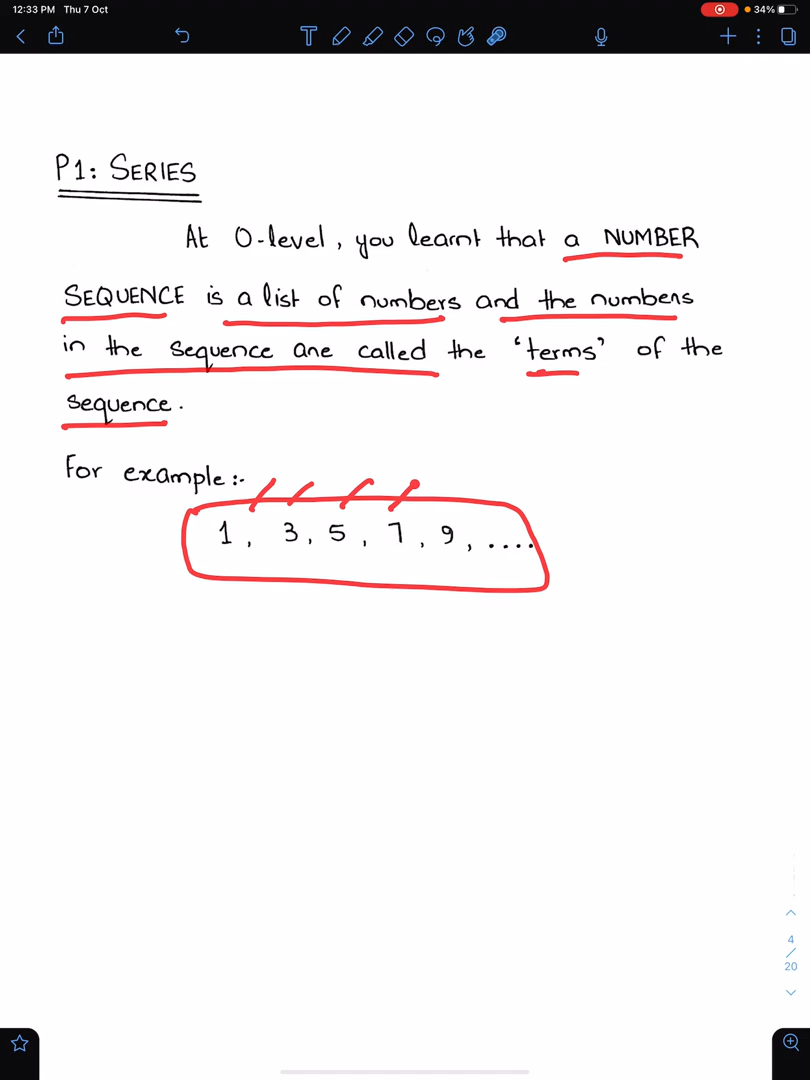 12:33 PM Thu 7 Oct
34%
P1: SERIES
At O-level, you learnt that a NUMBER
SEQUENCE is a list of numbers and the numbers
in the sequence are called the ‘terms’ of the
sequence.
For example:-
1, 3, 5, 7, 9, ....
4
/
20